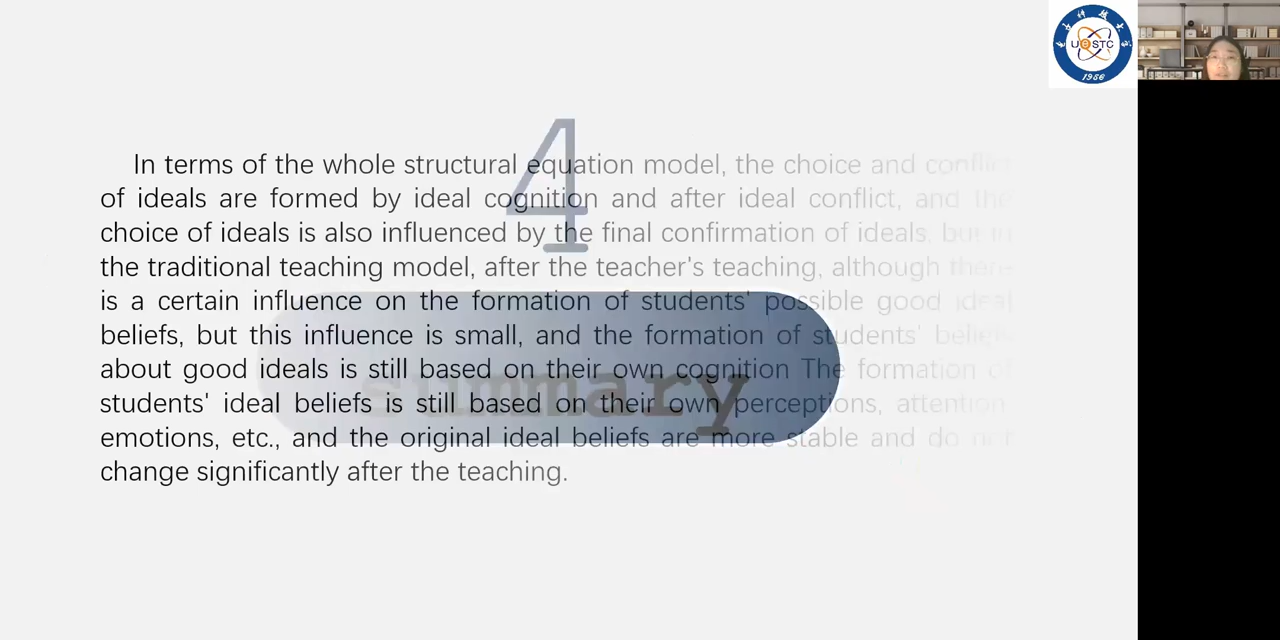 4
In terms of the whole structural equation model, the choice and conflict
of ideals are formed by ideal cognition and after ideal conflict, and the
choice of ideals is also influenced by the final confirmation of ideals, but in
the traditional teaching model, after the teacher's teaching, although there
is a certain influence on the formation of students' possible good ideal
beliefs, but this influence is small, and the formation of students' beliefs
about good ideals is still based on their own cognition The formation of
students' ideal beliefs is still based on their own perceptions, attention,
emotions, etc., and the original ideal beliefs are more stable and do not
change significantly after the teaching.
summary
UESTC
1956